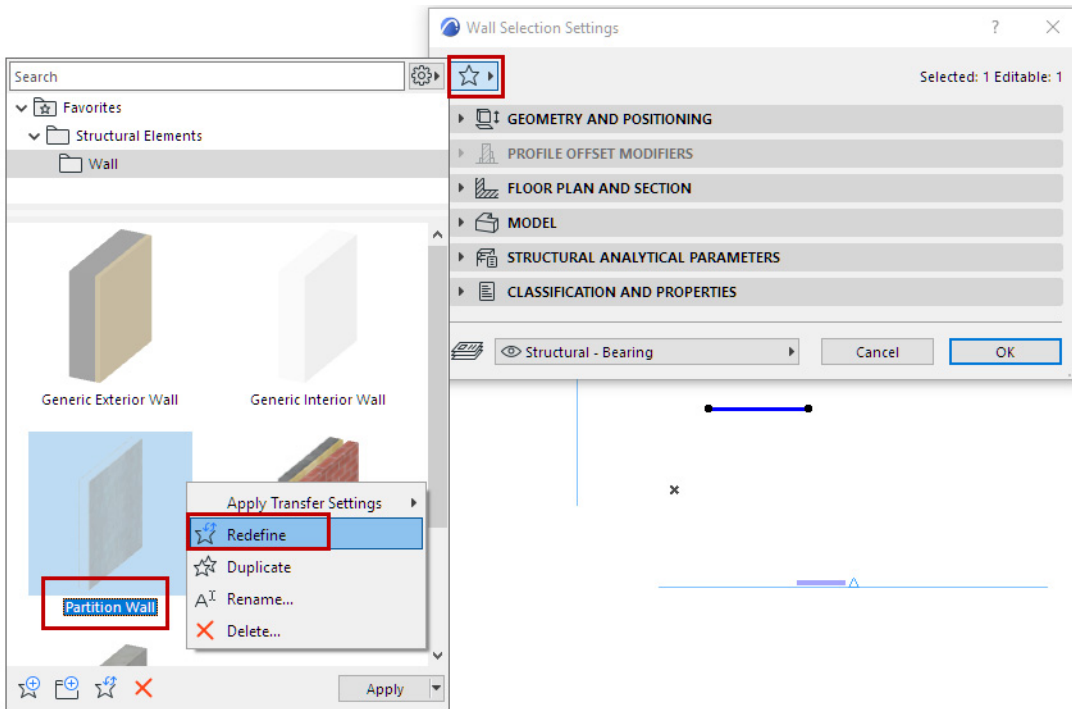 Wall Selection Settings
?
Selected: 1 Editable: 1
Search
Favorites
Structural Elements
Wall
GEOMETRY AND POSITIONING
PROFILE OFFSET MODIFIERS
FLOOR PLAN AND SECTION
MODEL
STRUCTURAL ANALYTICAL PARAMETERS
CLASSIFICATION AND PROPERTIES
Structural - Bearing
Cancel
OK
Generic Exterior Wall
Generic Interior Wall
Partition Wall
Apply Transfer Settings
Redefine
Duplicate
Rename...
Delete...
Apply